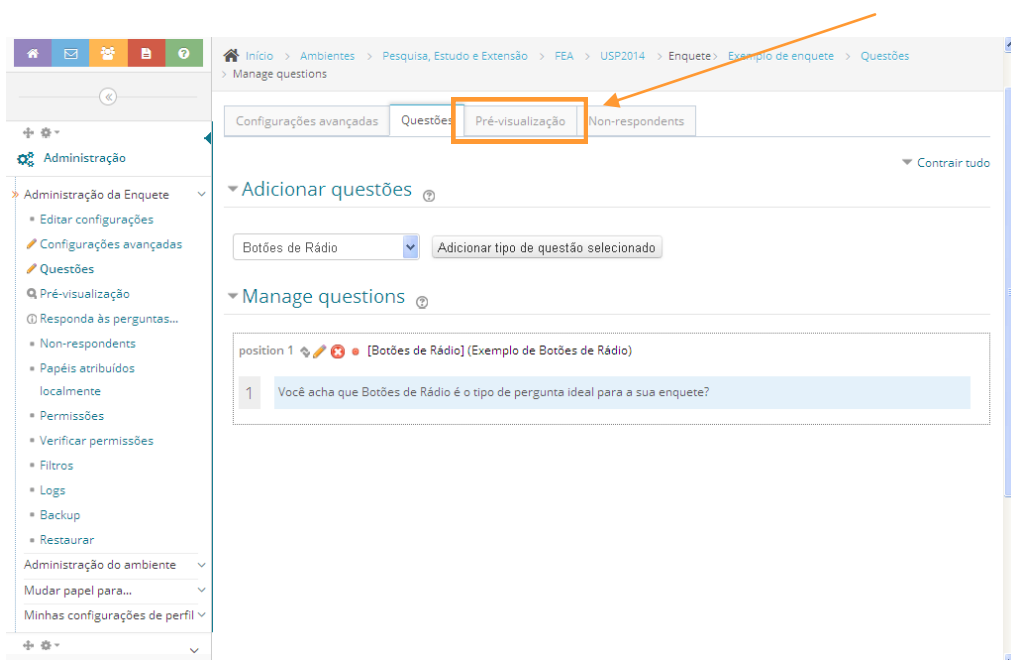 Início > Ambientes > Pesquisa, Estudo e Extensão > FEA > USP2014 > Enquete > Exemplo de enquete > Questões
> Manage questions
Administração
Administração da Enquete
Editar configurações
Configurações avançadas
Questões
Pré-visualização
Responda às perguntas...
Non-respondents
Papéis atribuídos
localmente
Permissões
Verificar permissões
Filtros
Logs
Backup
Restaurar
Administração do ambiente
Mudar papel para...
Minhas configurações de perfil
Configurações avançadas Questões Pré-visualização Non-respondents
Contrair tudo
Adicionar questões
Botões de Rádio Adicionar tipo de questão selecionado
Manage questions
position 1 [Botões de Rádio] (Exemplo de Botões de Rádio)
1 Você acha que Botões de Rádio é o tipo de pergunta ideal para a sua enquete?